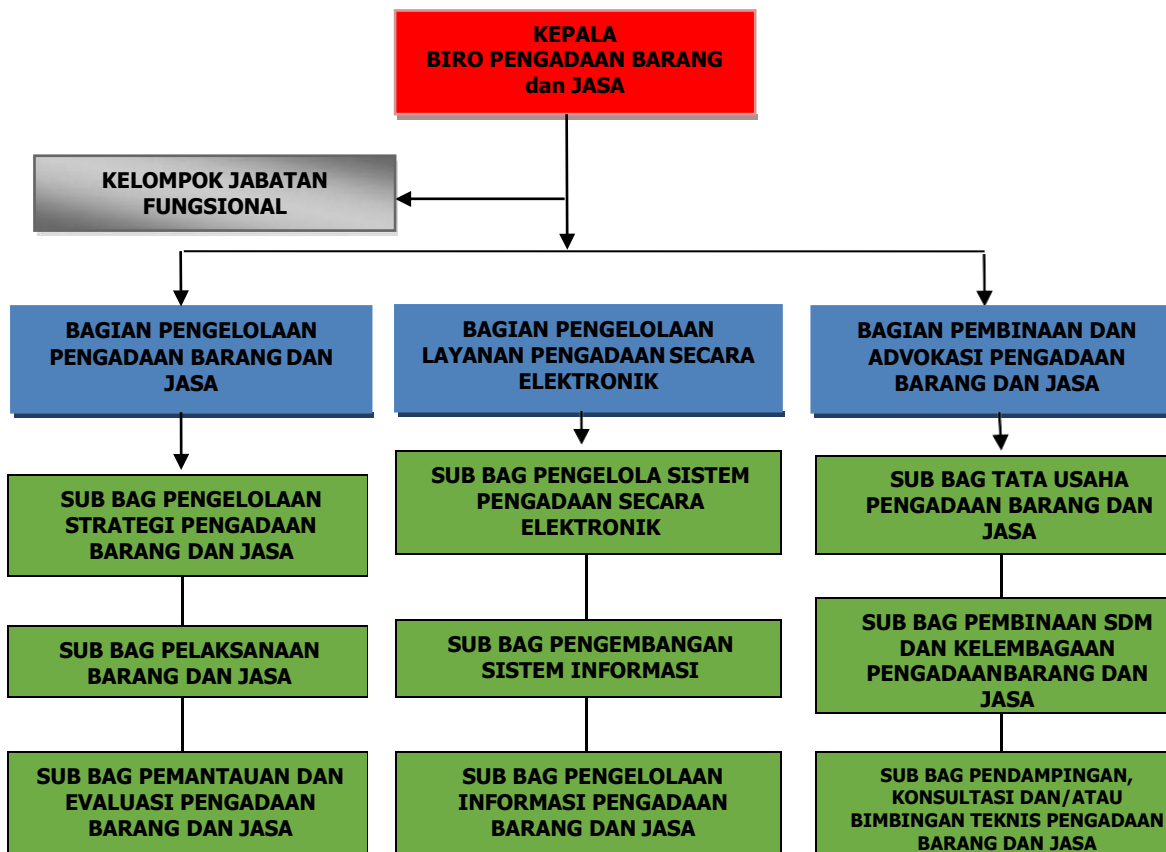 KEPALA
BIRO PENGADAAN BARANG
dan JASA
KELOMPOK JABATAN
FUNGSIONAL
BAGIAN PENGELOLAAN
PENGADAAN BARANG DAN
JASA
BAGIAN PENGELOLAAN
LAYANAN PENGADAAN SECARA
ELEKTRONIK
BAGIAN PEMBINAAN DAN
ADVOKASI PENGADAAN
BARANG DAN JASA
SUB BAG PENGELOLAAN
STRATEGI PENGADAAN
BARANG DAN JASA
SUB BAG PENGELOLA SISTEM
PENGADAAN SECARA
ELEKTRONIK
SUB BAG TATA USAHA
PENGADAAN BARANG DAN
JASA
SUB BAG PELAKSANAAN
BARANG DAN JASA
SUB BAG PENGEMBANGAN
SISTEM INFORMASI
SUB BAG PEMBINAAN SDM
DAN KELEMBAGAAN
PENGADAANBARANG DAN
JASA
SUB BAG PEMANTAUAN DAN
EVALUASI PENGADAAN
BARANG DAN JASA
SUB BAG PENGELOLAAN
INFORMASI PENGADAAN
BARANG DAN JASA
SUB BAG PENDAMPINGAN,
KONSULTASI DAN/ATAU
BIMBINGAN TEKNIS PENGADAAN
BARANG DAN JASA